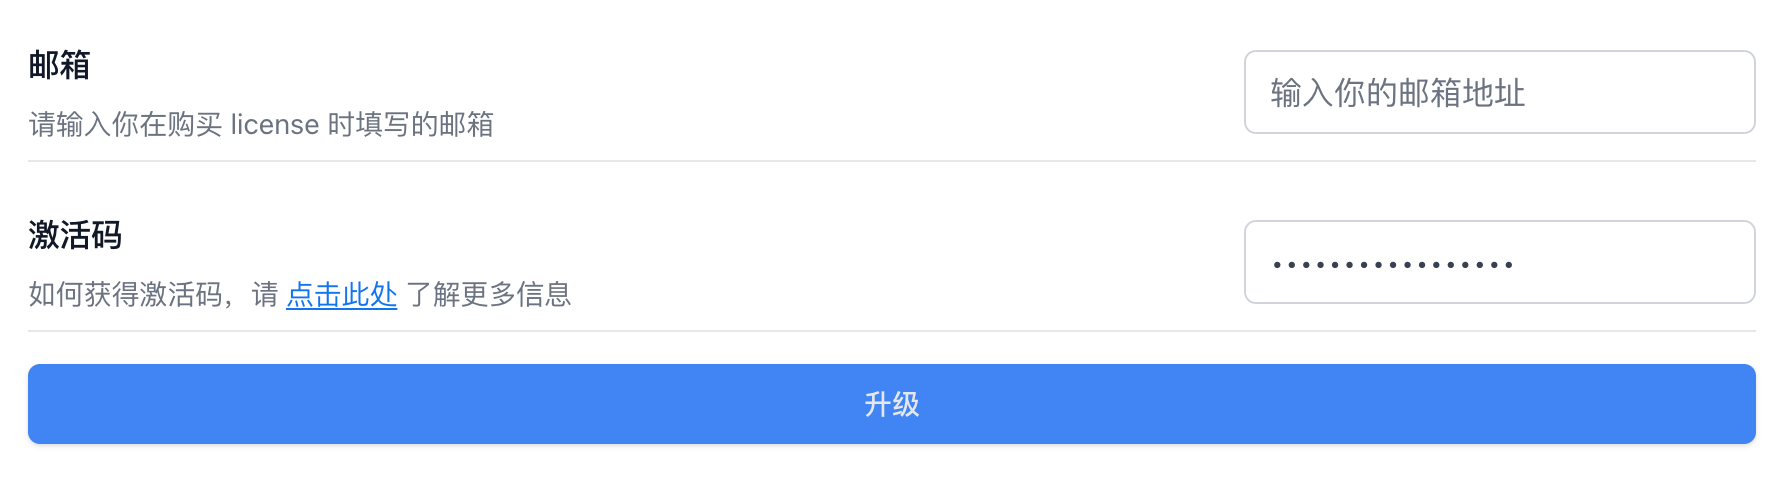 邮箱
请输入你在购买 license 时填写的邮箱
输入你的邮箱地址
激活码
如何获得激活码，请 点击此处 了解更多信息
•••••••••••••••••
升级